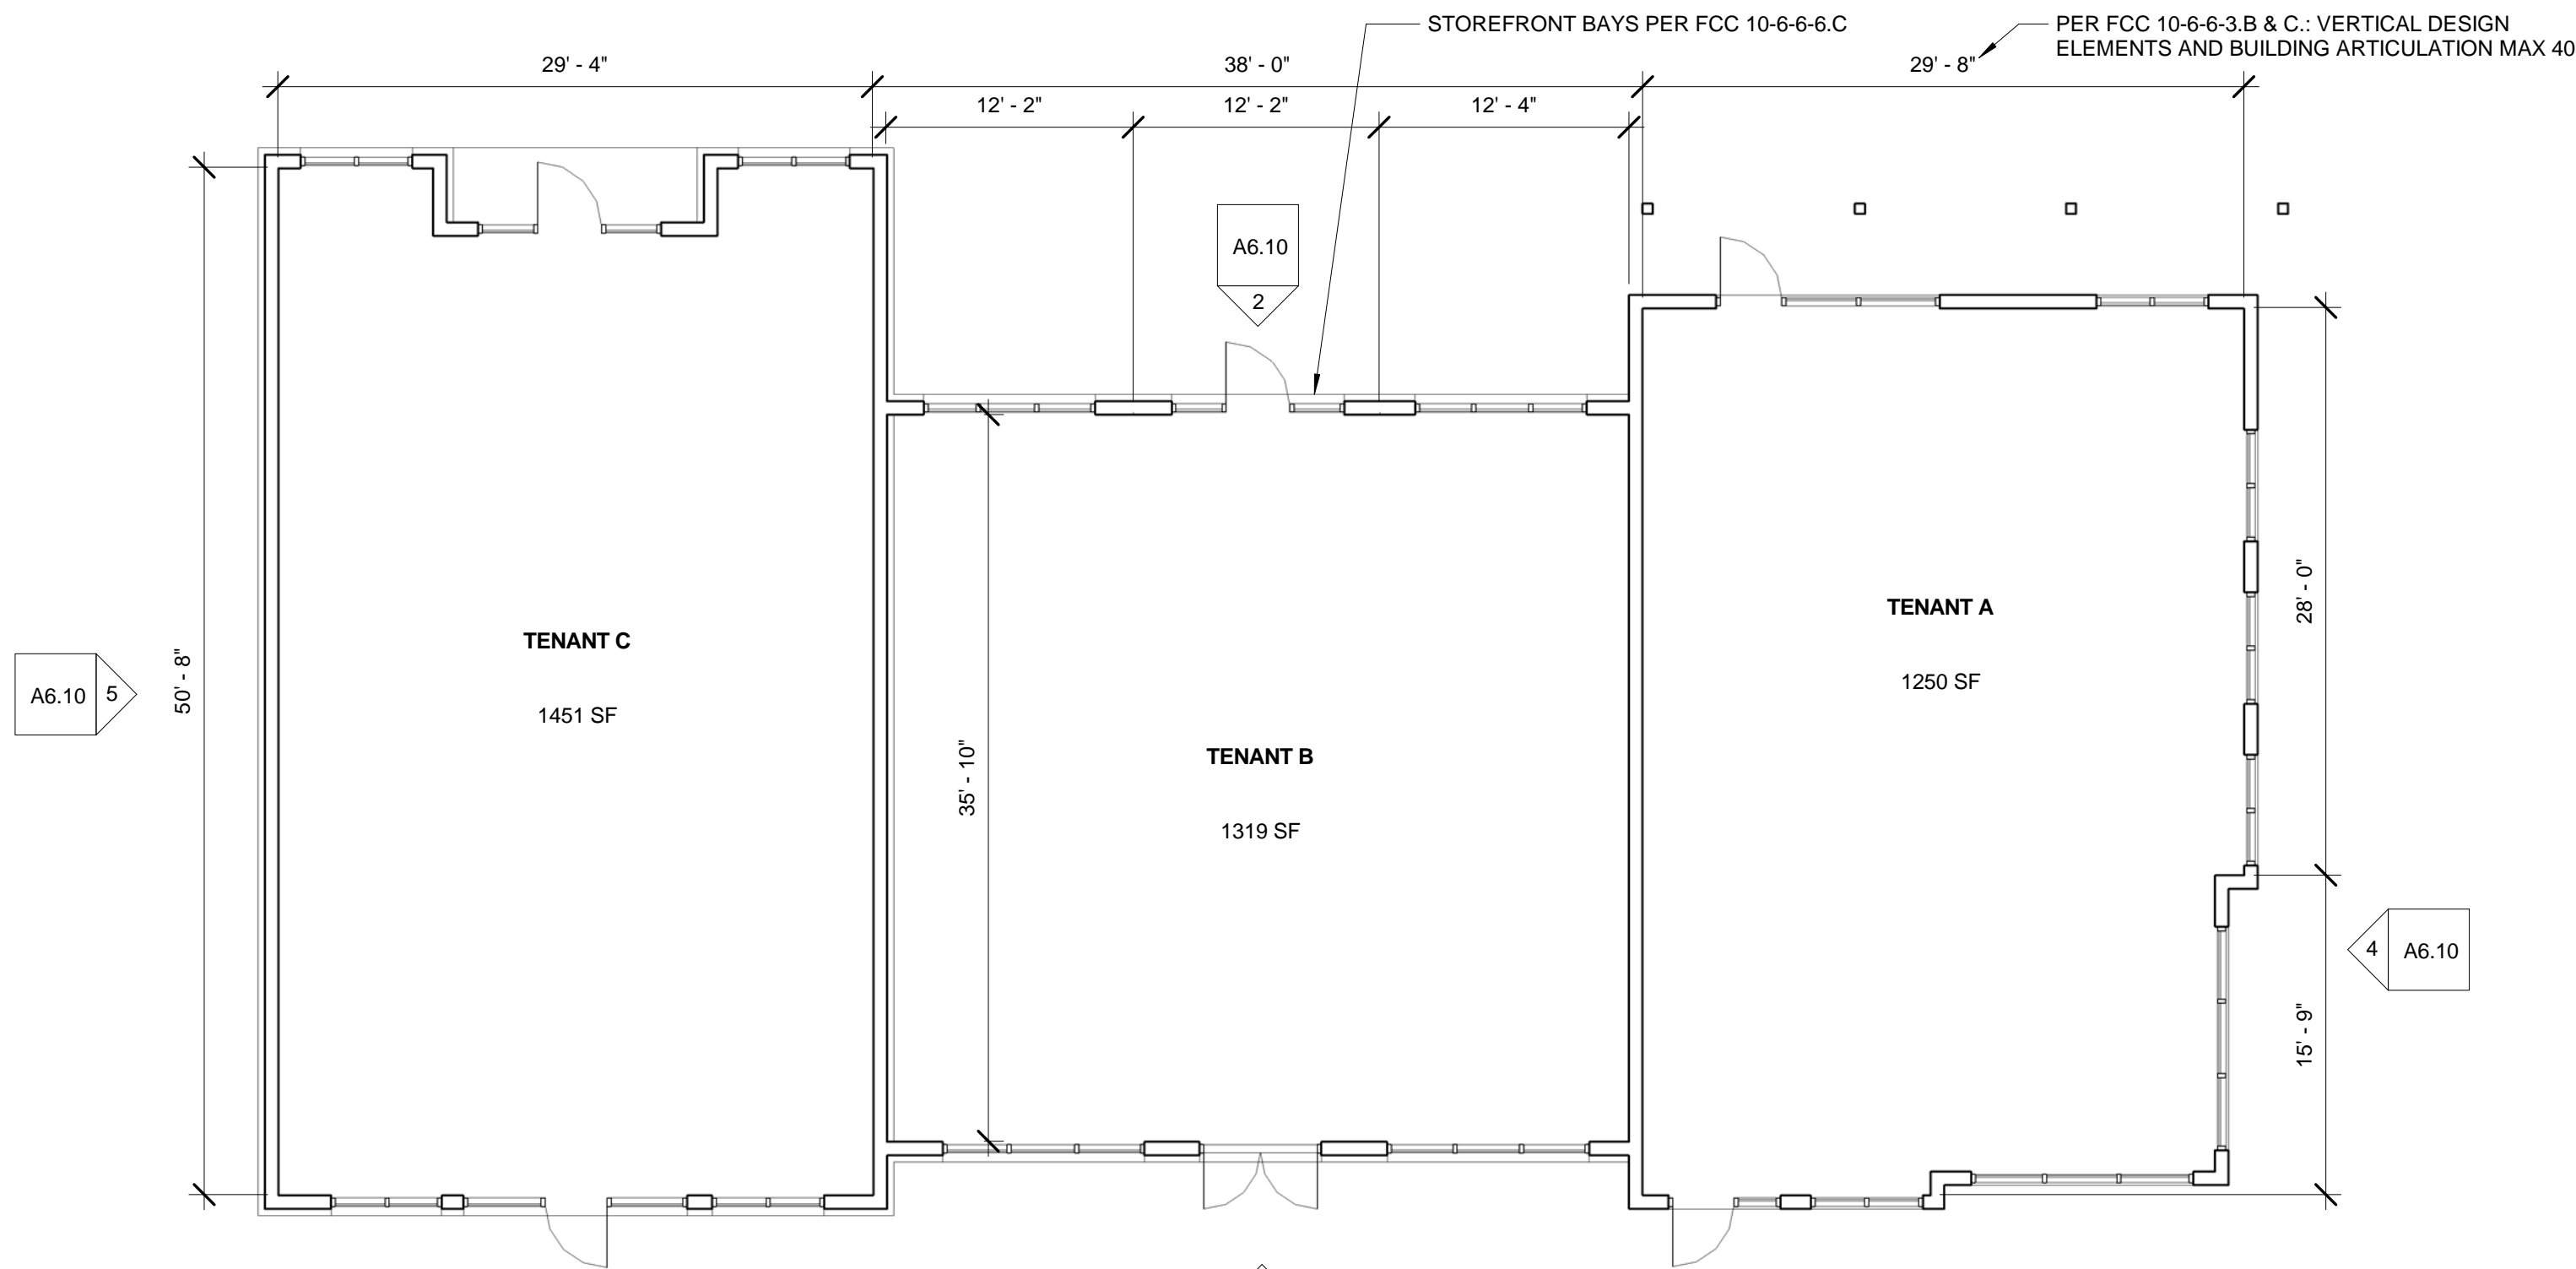 STOREFRONT BAYS PER FCC 10-6-6-6.C
PER FCC 10-6-6-3.B & C.: VERTICAL DESIGN
ELEMENTS AND BUILDING ARTICULATION MAX 40
29' - 4"
38' - 0"
29' - 8"
12' - 2"
12' - 2"
12' - 4"
A6.10
2
28' - 0"
TENANT A
1250 SF
TENANT C
1451 SF
50' - 8"
A6.10
5
TENANT B
1319 SF
35' - 10"
4
A6.10
15' - 9"